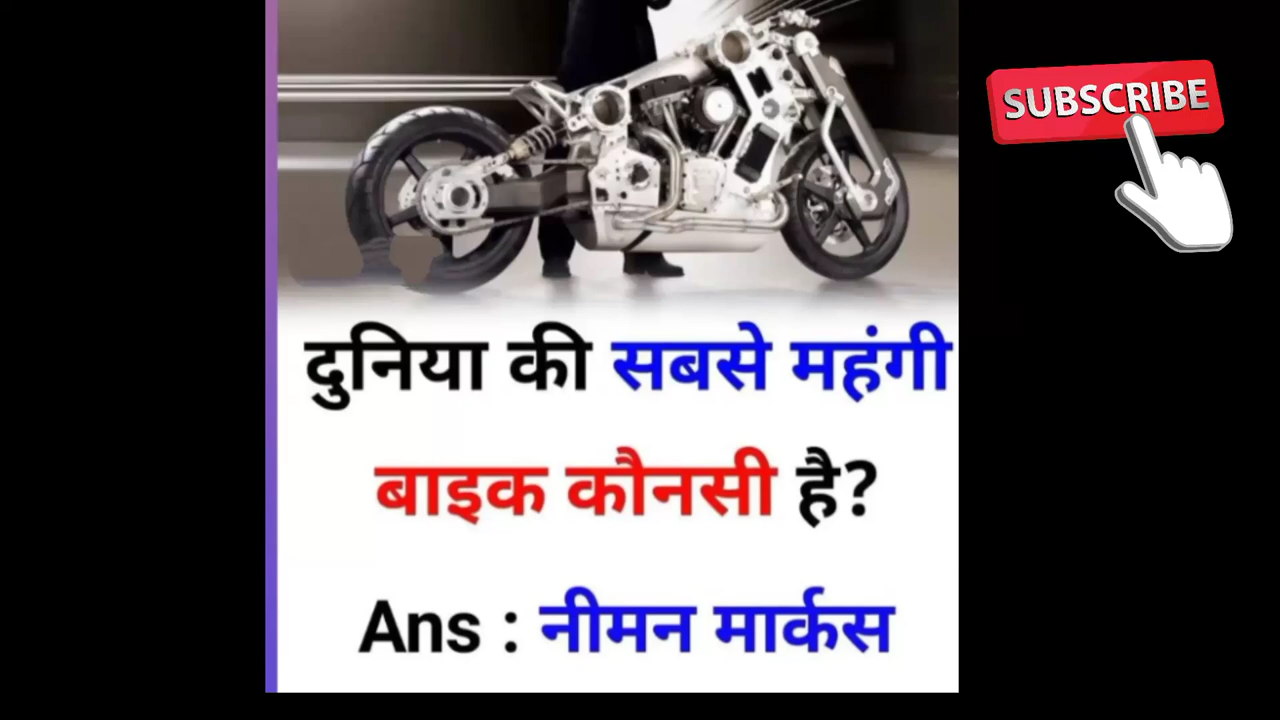 SUBSCRIBE
दुनिया की सबसे महंगी
बाइक कौनसी है?
Ans : नीमन मार्कस